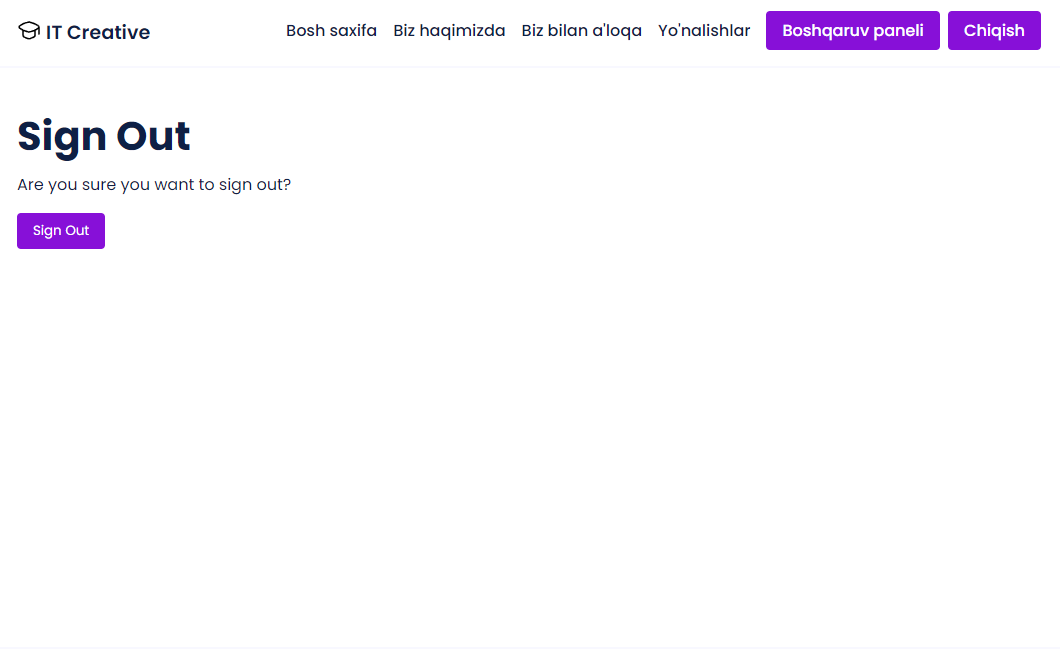 IT Creative Bosh saxifa Biz haqimizda Biz bilan a'loqa Yo'nalishlar Boshqaruv paneli Chiqish
Sign Out
Are you sure you want to sign out?
Sign Out